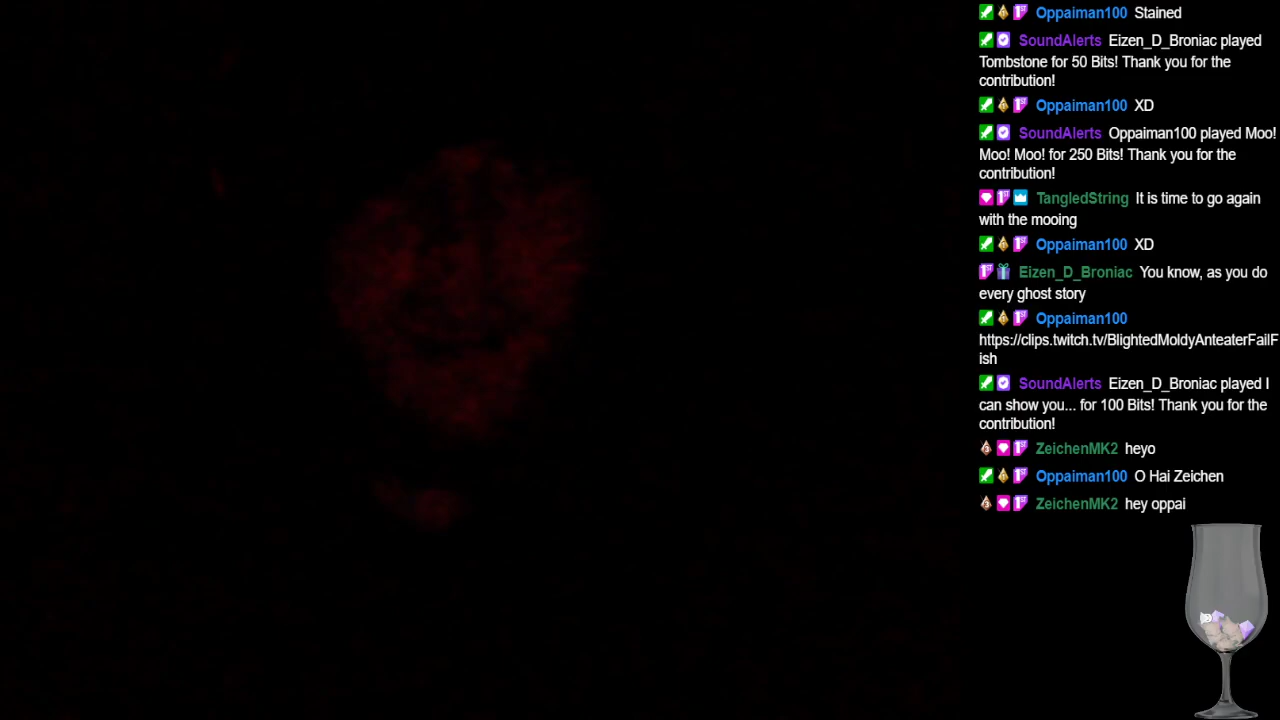 Oppaiman100 Stained
SoundAlerts Eizen_D_Broniac played
Tombstone for 50 Bits! Thank you for the
contribution!
Oppaiman100 XD
SoundAlerts Oppaiman100 played Moo!
Moo! Moo! for 250 Bits! Thank you for the
contribution!
TangledString It is time to go again
with the mooing
Oppaiman100 XD
Eizen_D_Broniac You know, as you do
every ghost story
Oppaiman100
https://clips.twitch.tv/BlightedMoldyAnteaterFailF
ish
SoundAlerts Eizen_D_Broniac played I
can show you... for 100 Bits! Thank you for the
contribution!
ZeichenMK2 heyo
Oppaiman100 O Hai Zeichen
ZeichenMK2 hey oppai